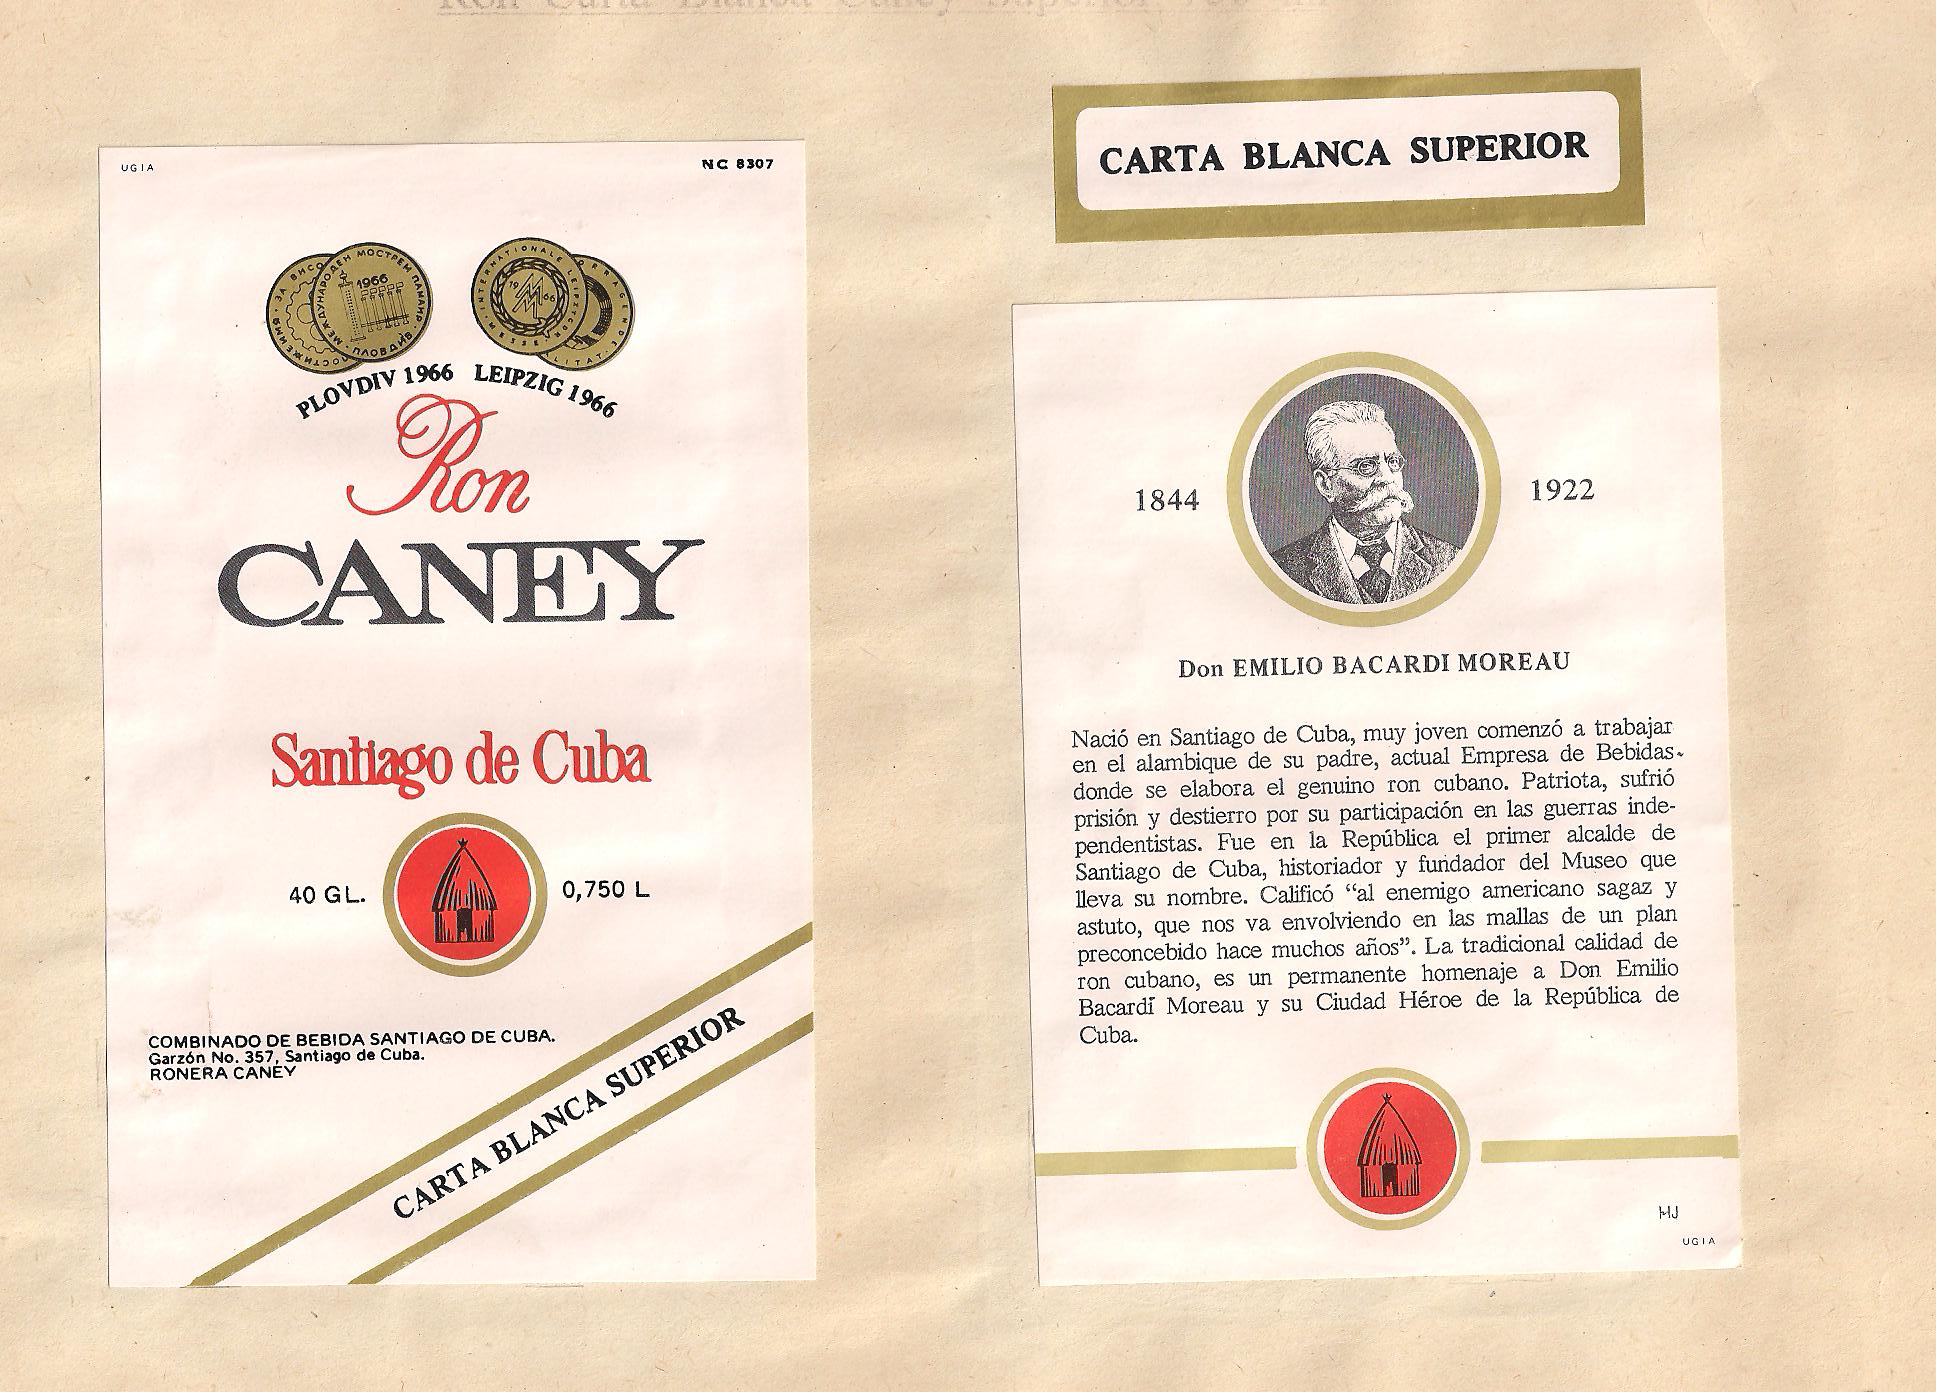 UGIA
NC 8307
PLOVDIV 1966 LEIPZIG 1966
1966
Ron
CANEY
Santiago de Cuba
40 GL. 0,750 L
COMBINADO DE BEBIDA SANTIAGO DE CUBA.
Garzón No. 357, Santiago de Cuba.
RONERA CANEY
CARTA BLANCA SUPERIOR
CARTA BLANCA SUPERIOR
1844 1922
Don EMILIO BACARDI MOREAU
Nació en Santiago de Cuba, muy joven comenzó a trabajar
en el alambique de su padre, actual Empresa de Bebidas-
donde se elabora el genuino ron cubano. Patriota, sufrió
prisión y destierro por su participación en las guerras inde-
pendentistas. Fue en la República el primer alcalde de
Santiago de Cuba, historiador y fundador del Museo que
lleva su nombre. Calificó “al enemigo americano sagaz y
astuto, que nos va envolviendo en las mallas de un plan
preconcebido hace muchos años”. La tradicional calidad de
ron cubano, es un permanente homenaje a Don Emilio
Bacardí Moreau y su Ciudad Héroe de la República de
Cuba.
HJ
UGIA